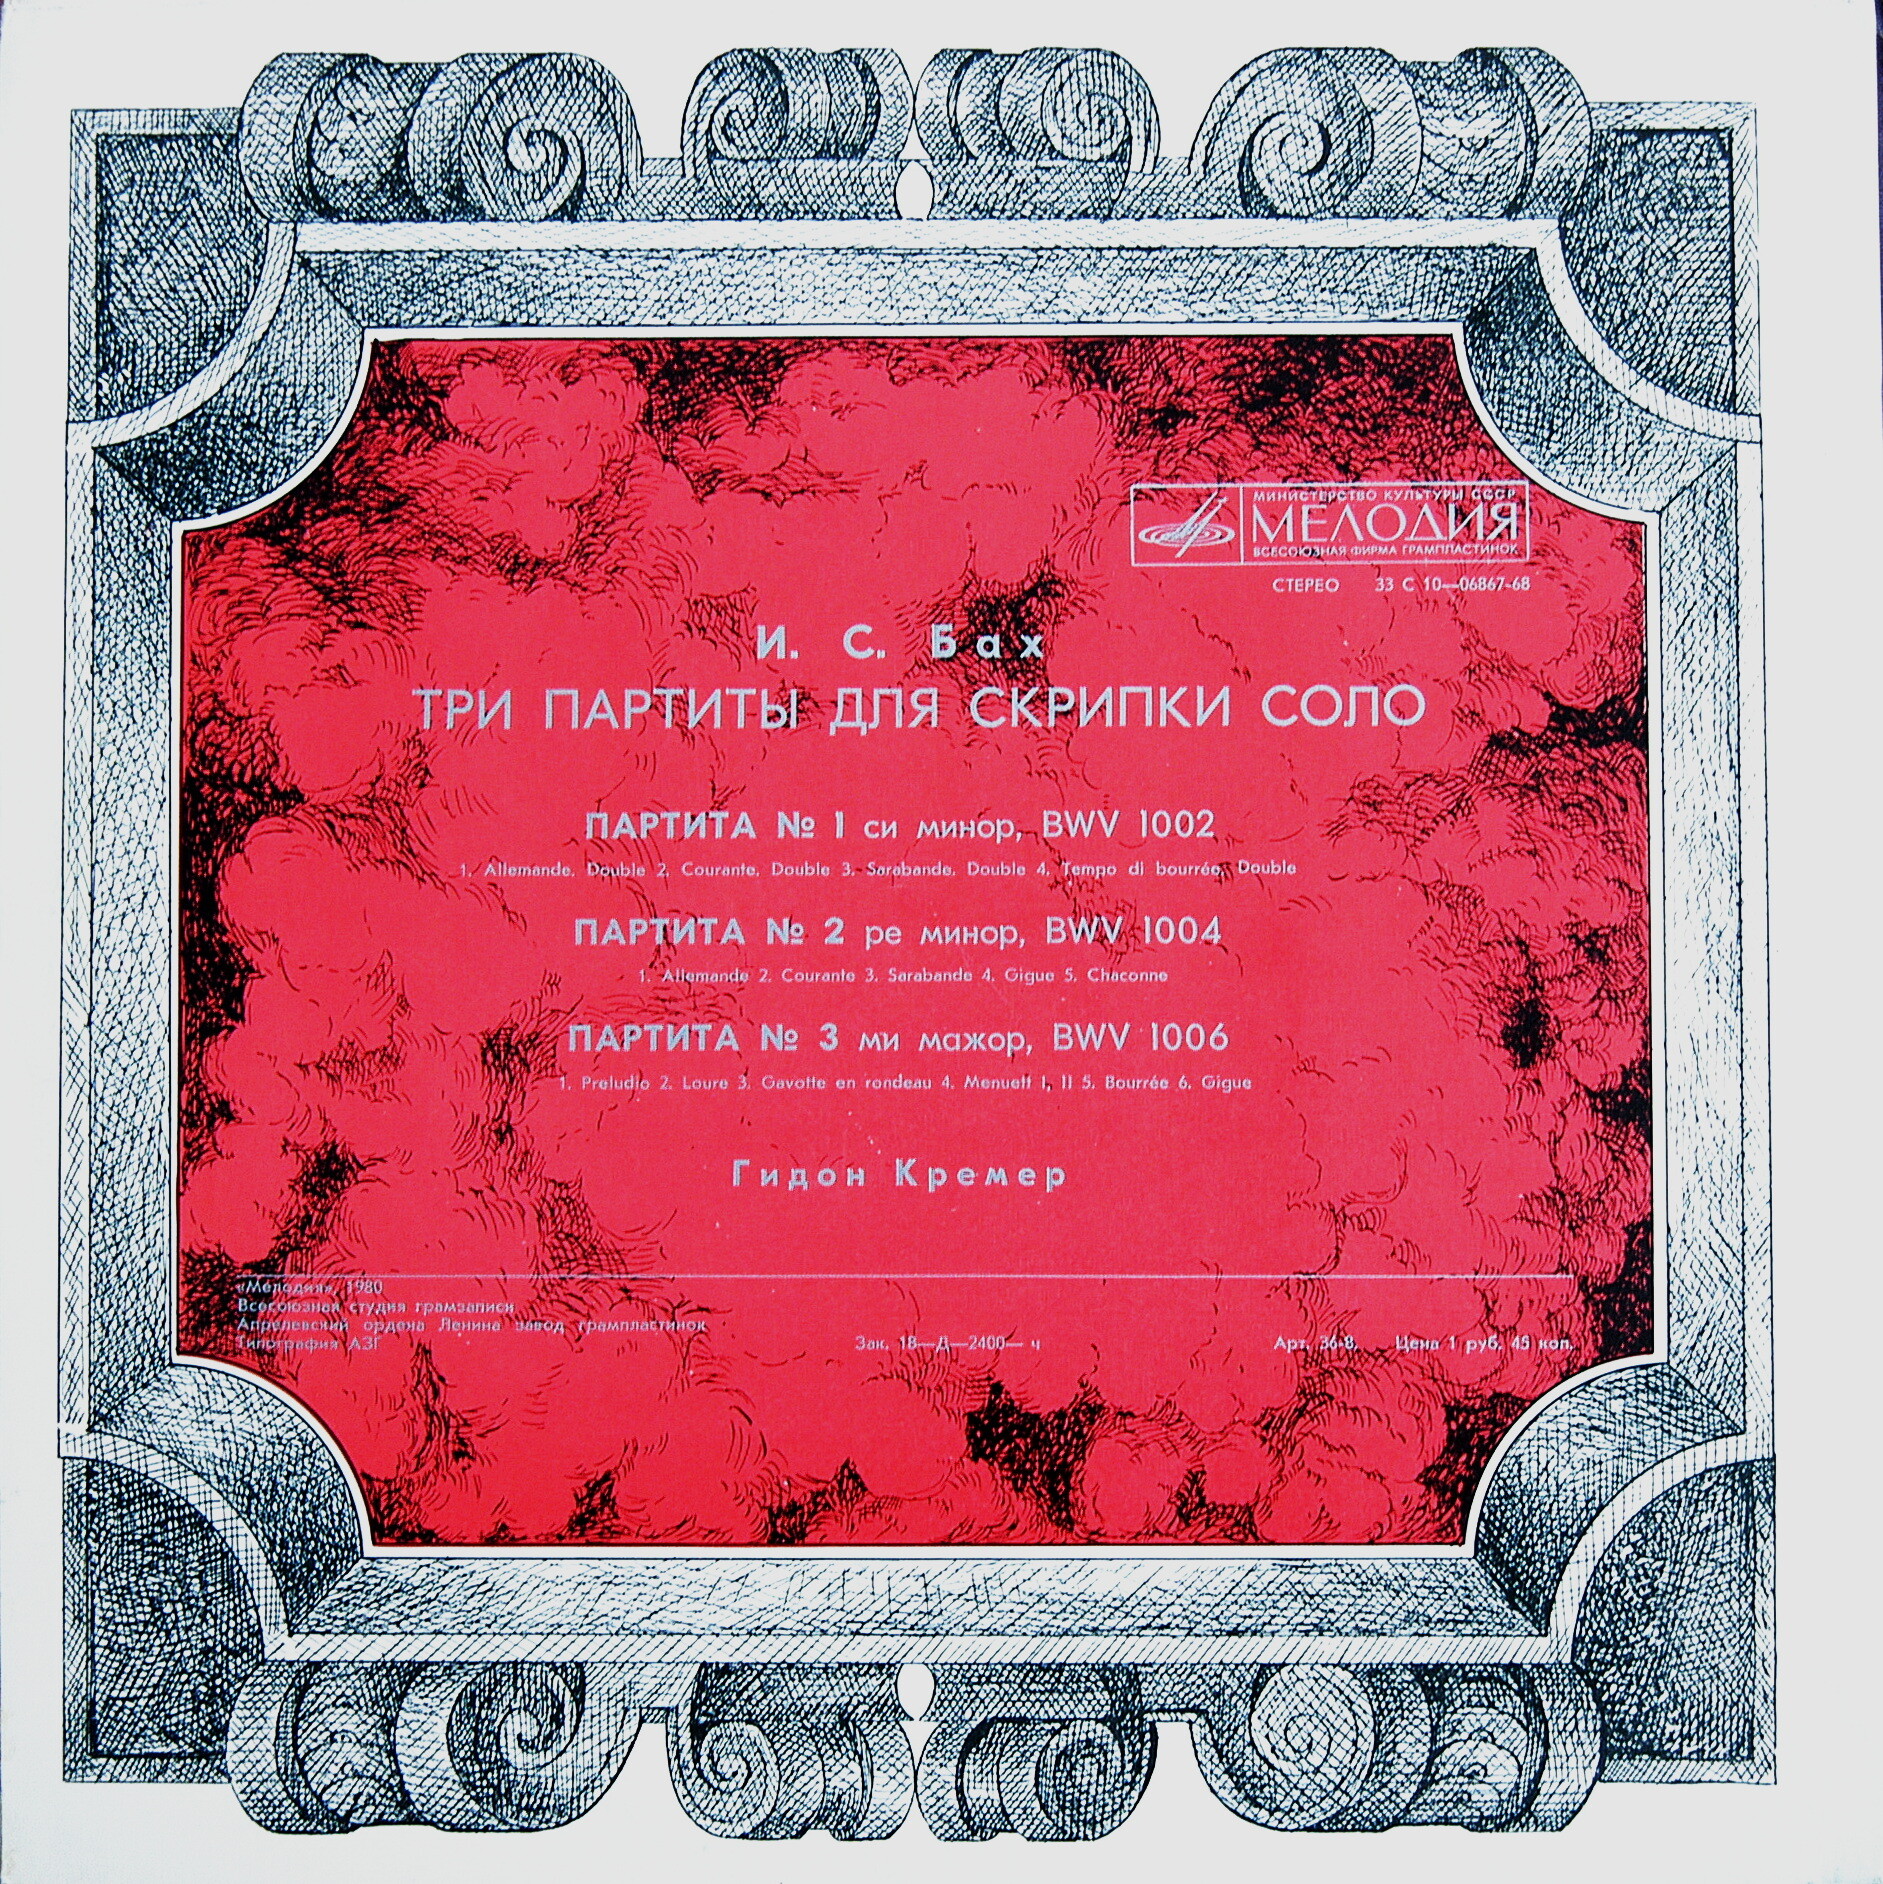 МИНИСТЕРСТВО КУЛЬТУРЫ СССР
МЕЛОДИЯ
ВСЕСОЮЗНАЯ ФИРМА ГРАМПЛАСТИНОК
СТЕРЕО 33 С 10—06867-68
И. С. Бах
ТРИ ПАРТИТЫ ДЛЯ СКРИПКИ СОЛО
ПАРТИТА № 1 си минор, BWV 1002
1. Allemande. Double 2. Courante. Double 3. Sarabande. Double 4. Tempo di bourrée. Double
ПАРТИТА № 2 ре минор, BWV 1004
1. Allemande 2. Courante 3. Sarabande 4. Gigue 5. Chaconne
ПАРТИТА № 3 ми мажор, BWV 1006
1. Preludio 2. Loure 3. Gavotte en rondeau 4. Menuett I, II 5. Bourrée 6. Gigue
Гидон Кремер
«Мелодия», 1980
Всесоюзная студия грамзаписи
Апрелевский ордена Ленина завод грампластинок
Типография АЗГ Зак. 18—Д—2400— ч Арт. 36-8. Цена 1 руб. 45 коп.